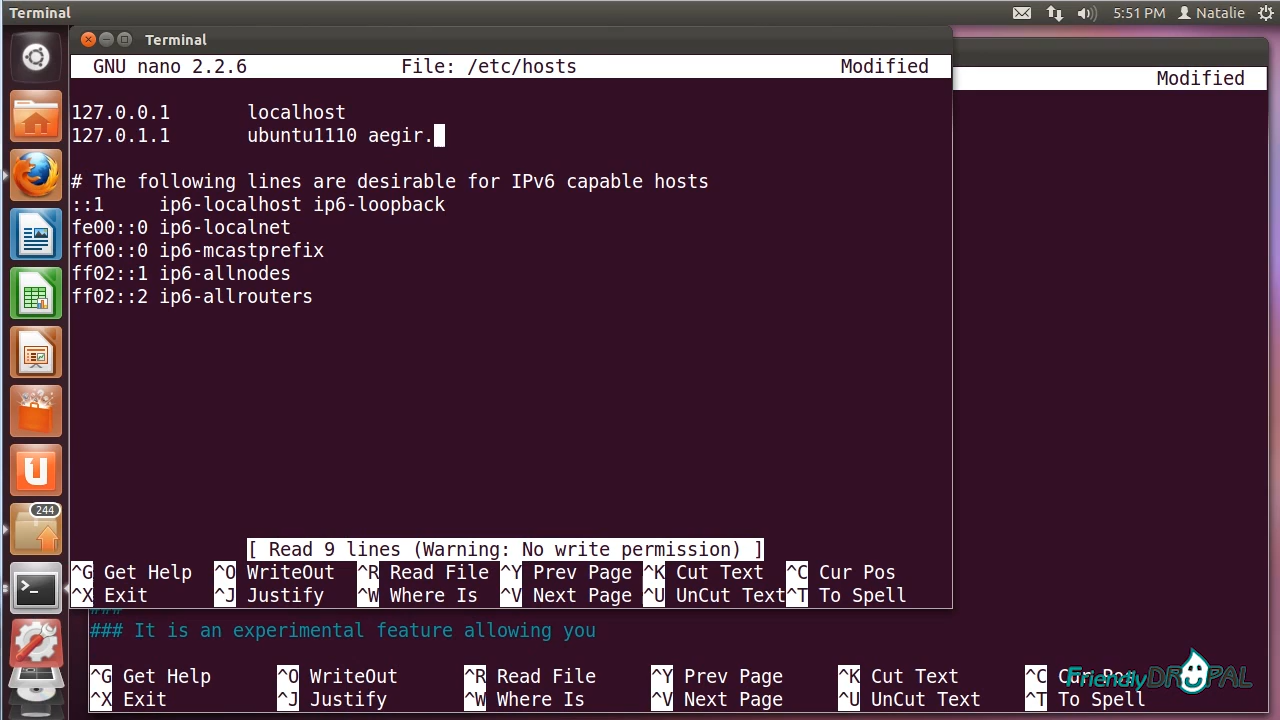 Terminal
5:51 PM Natalie
Terminal
GNU nano 2.2.6 File: /etc/hosts Modified
Modified
127.0.0.1 localhost
127.0.1.1 ubuntu1110 aegir.
# The following lines are desirable for IPv6 capable hosts
::1 ip6-localhost ip6-loopback
fe00::0 ip6-localnet
ff00::0 ip6-mcastprefix
ff02::1 ip6-allnodes
ff02::2 ip6-allrouters
244
[ Read 9 lines (Warning: No write permission) ]
^G Get Help ^O WriteOut ^R Read File ^Y Prev Page ^K Cut Text ^C Cur Pos
^X Exit ^J Justify ^W Where Is ^V Next Page ^U UnCut Text ^T To Spell
###
### It is an experimental feature allowing you
^G Get Help ^O WriteOut ^R Read File ^Y Prev Page ^K Cut Text ^C Cur Pos
^X Exit ^J Justify ^W Where Is ^V Next Page ^U UnCut Text ^T To Spell
FriendlyDRUPAL